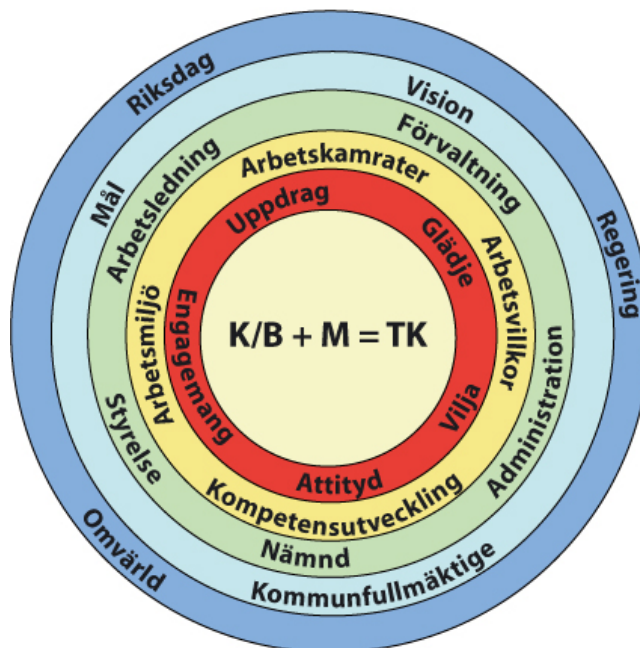 Riksdag
Regering
Omvärld
Vision
Mål
Kommunfullmäktige
Förvaltning
Arbetsledning
Administration
Styrelse
Nämnd
Arbetskamrater
Arbetsvillkor
Arbetsmiljö
Kompetensutveckling
Uppdrag
Glädje
Engagemang
Vilja
Attityd
K/B + M = TK